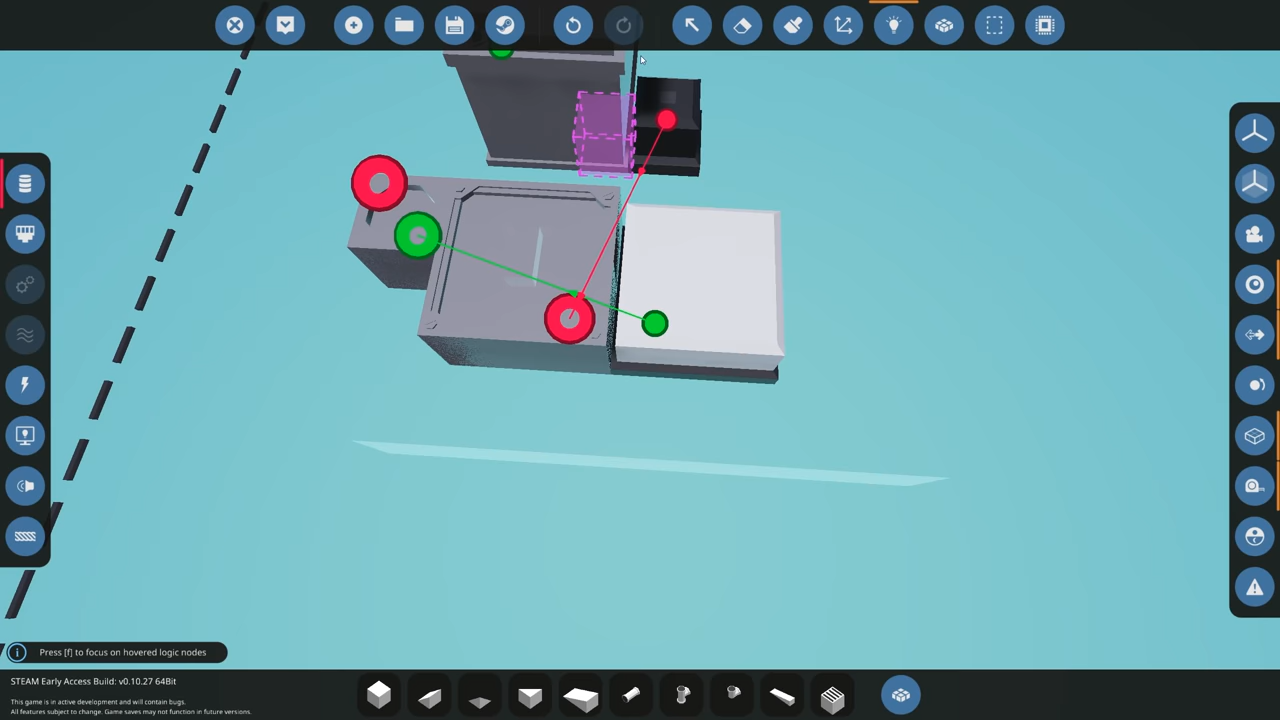 Press [f] to focus on hovered logic nodes
STEAM Early Access Build: v0.10.27 64Bit
This game is in active development and will contain bugs.
All features subject to change. Game saves may not function in future versions.